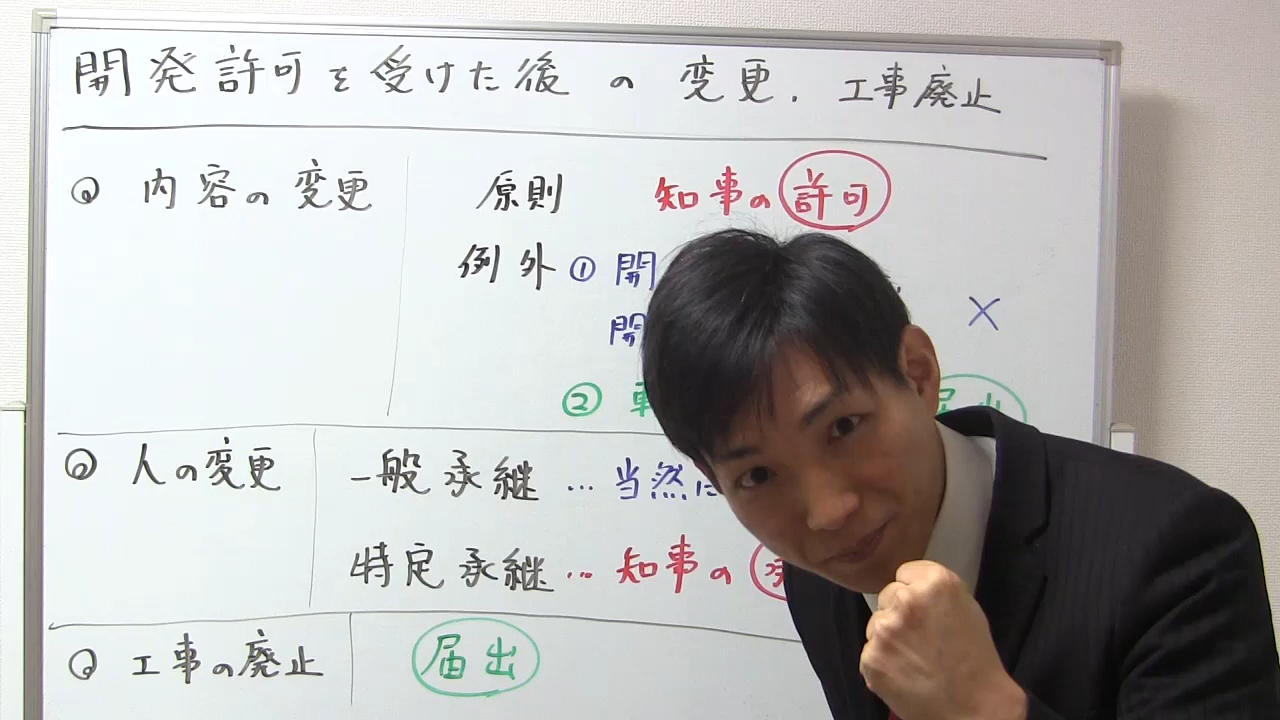 開発許可を受けた後の変更.工事廃止
内容の変更 原則 知事の許可
例外 ① 開 ×
開
② 届出
人の変更 一般承継…当然に
特定承継…知事の
工事の廃止 届出